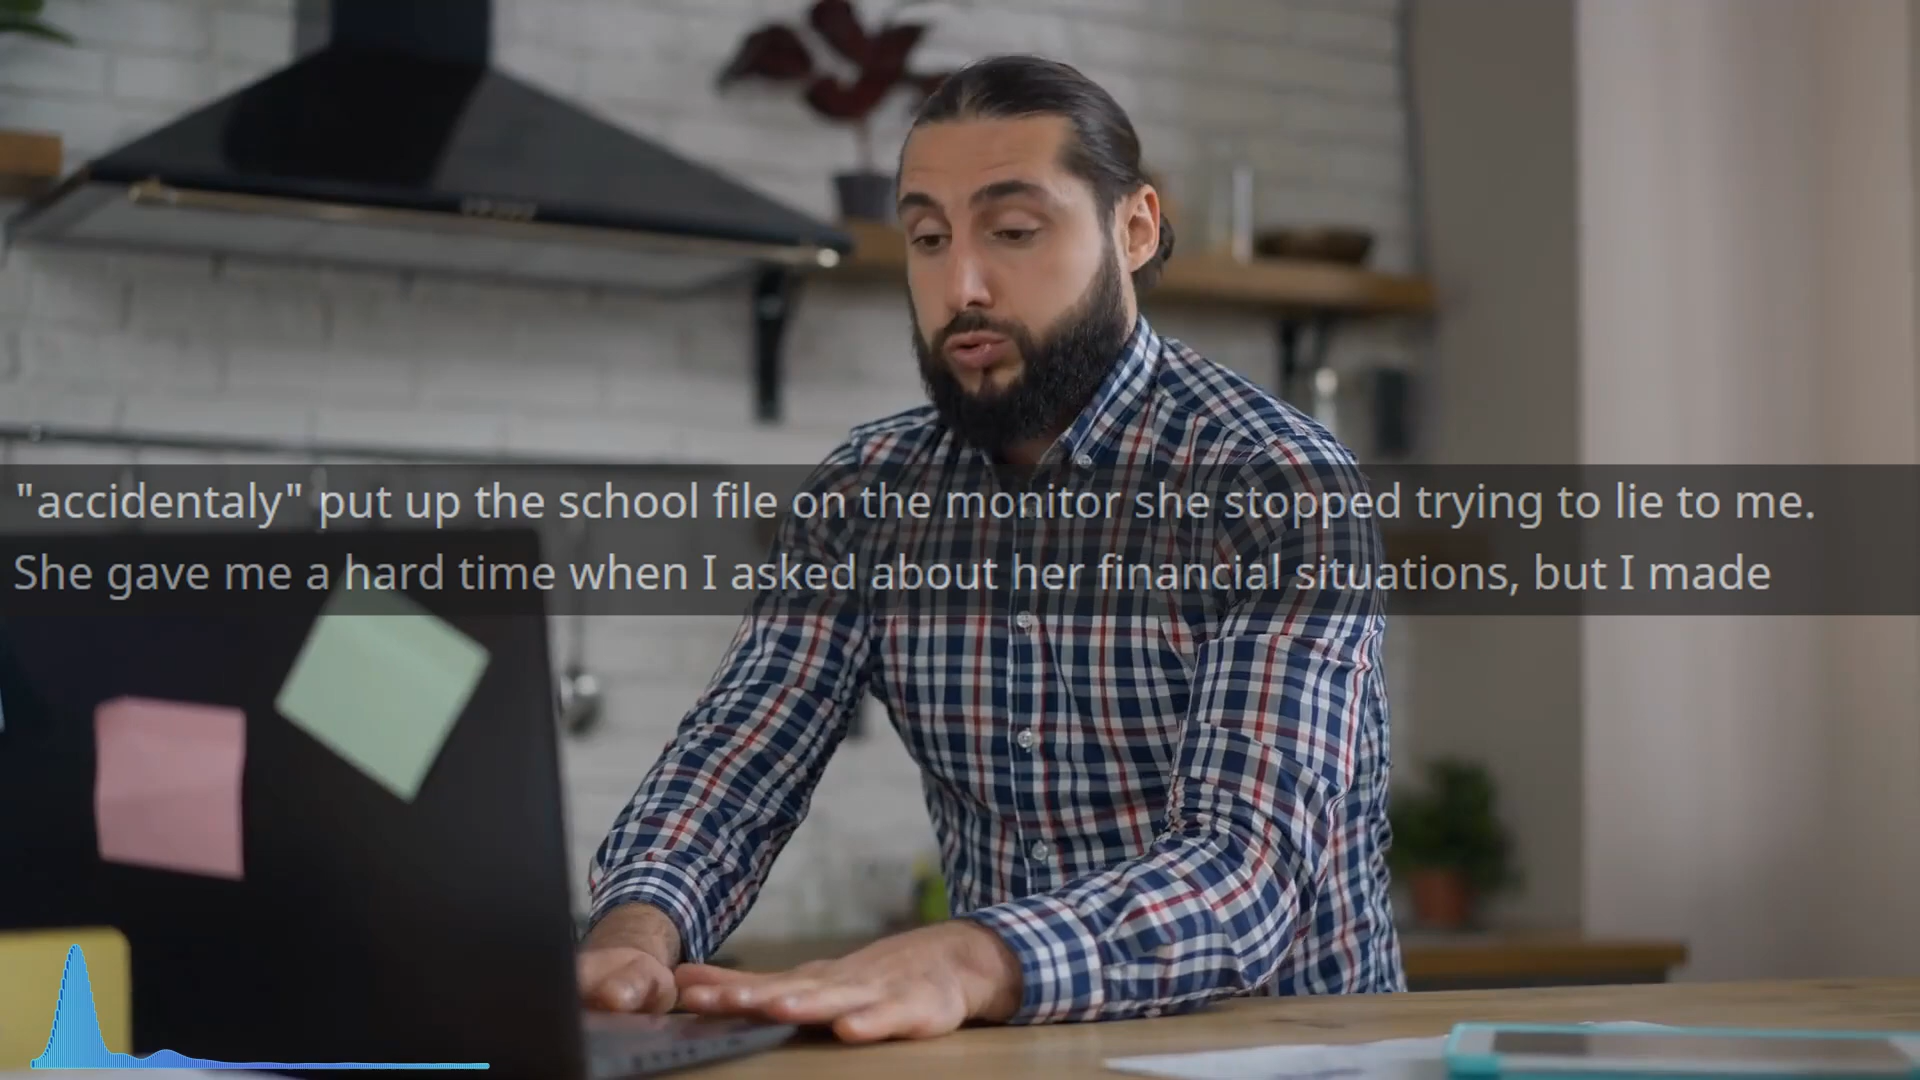 "accidentaly" put up the school file on the monitor she stopped trying to lie to me.
She gave me a hard time when I asked about her financial situations, but I made